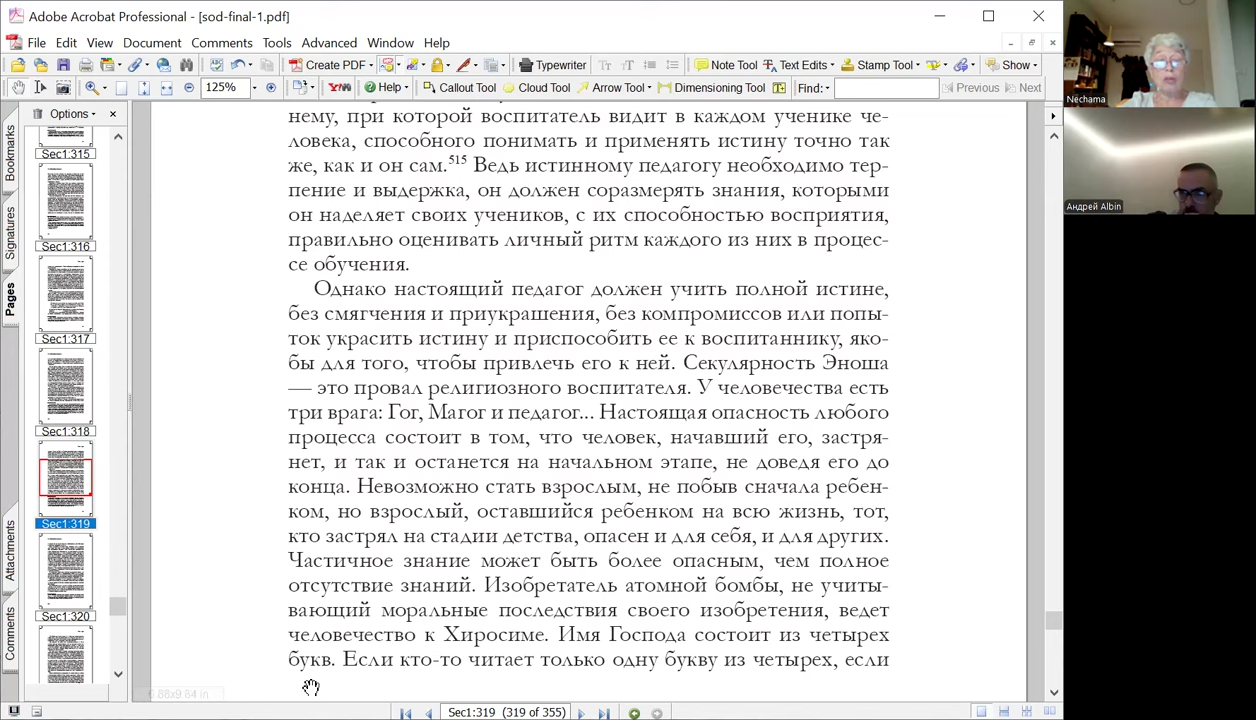 Adobe Acrobat Professional - [sod-final-1.pdf]
File Edit View Document Comments Tools Advanced Window Help
Create PDF Typewriter Note Tool Text Edits Stamp Tool Show
125% Y!N Help Callout Tool Cloud Tool Arrow Tool Dimensioning Tool Find: Previous Next
Bookmarks
Signatures
Pages
Attachments
Comments
Options
Sec1:315
Sec1:316
Sec1:317
Sec1:318
Sec1:319
Sec1:320
нему, при которой воспитатель видит в каждом ученике че-
ловека, способного понимать и применять истину точно так
же, как и он сам.515 Ведь истинному педагогу необходимо тер-
пение и выдержка, он должен соразмерять знания, которыми
он наделяет своих учеников, с их способностью восприятия,
правильно оценивать личный ритм каждого из них в процес-
се обучения.
Однако настоящий педагог должен учить полной истине,
без смягчения и приукрашения, без компромиссов или попы-
ток украсить истину и приспособить ее к воспитаннику, яко-
бы для того, чтобы привлечь его к ней. Секулярность Эноша
— это провал религиозного воспитателя. У человечества есть
три врага: Гог, Магог и педагог... Настоящая опасность любого
процесса состоит в том, что человек, начавший его, застря-
нет, и так и останется на начальном этапе, не доведя его до
конца. Невозможно стать взрослым, не побыв сначала ребен-
ком, но взрослый, оставшийся ребенком на всю жизнь, тот,
кто застрял на стадии детства, опасен и для себя, и для других.
Частичное знание может быть более опасным, чем полное
отсутствие знаний. Изобретатель атомной бомбы, не учиты-
вающий моральные последствия своего изобретения, ведет
человечество к Хиросиме. Имя Господа состоит из четырех
букв. Если кто-то читает только одну букву из четырех, если
6.88x9.84 in
Sec1:319 (319 of 355)
Nechama
Андрей Albin